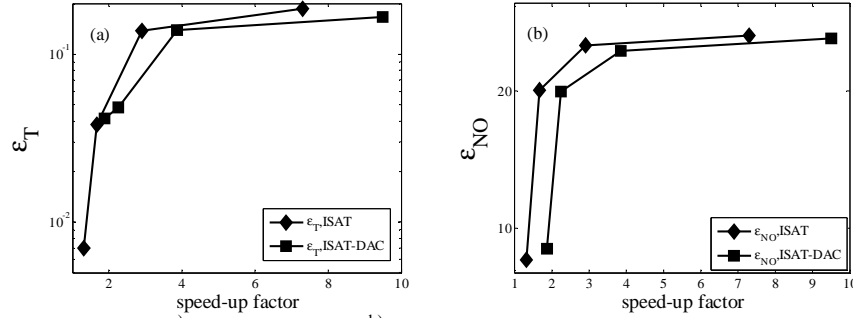 (a)
10⁻¹
10⁻²
ε_T
ε_T,ISAT
ε_T,ISAT-DAC
2 4 6 8 10
speed-up factor
(b)
20
10
ε_NO
ε_NO,ISAT
ε_NO,ISAT-DAC
1 2 3 4 5 6 7 8 9 10
speed-up factor